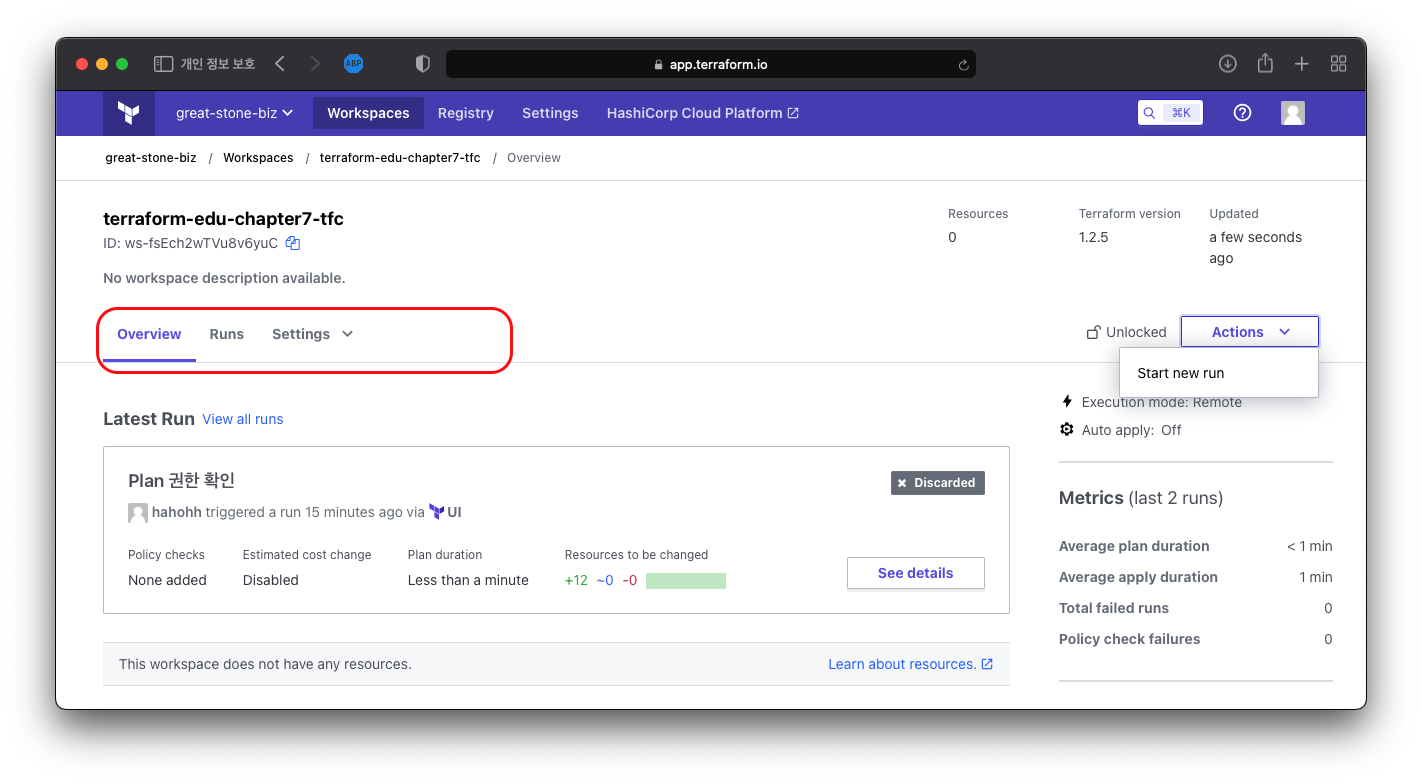 개인 정보 보호
ABP
app.terraform.io
great-stone-biz
Workspaces
Registry
Settings
HashiCorp Cloud Platform
⌘K
great-stone-biz / Workspaces / terraform-edu-chapter7-tfc / Overview
terraform-edu-chapter7-tfc
ID: ws-fsEch2wTVu8v6yuC
No workspace description available.
Resources
0
Terraform version
1.2.5
Updated
a few seconds
ago
Overview
Runs
Settings
Unlocked
Actions
Start new run
Execution mode: Remote
Auto apply: Off
Latest Run View all runs
Plan 권한 확인
Discarded
hahohh triggered a run 15 minutes ago via UI
Policy checks
None added
Estimated cost change
Disabled
Plan duration
Less than a minute
Resources to be changed
+12 ~0 -0
See details
This workspace does not have any resources.
Learn about resources.
Metrics (last 2 runs)
Average plan duration < 1 min
Average apply duration 1 min
Total failed runs 0
Policy check failures 0